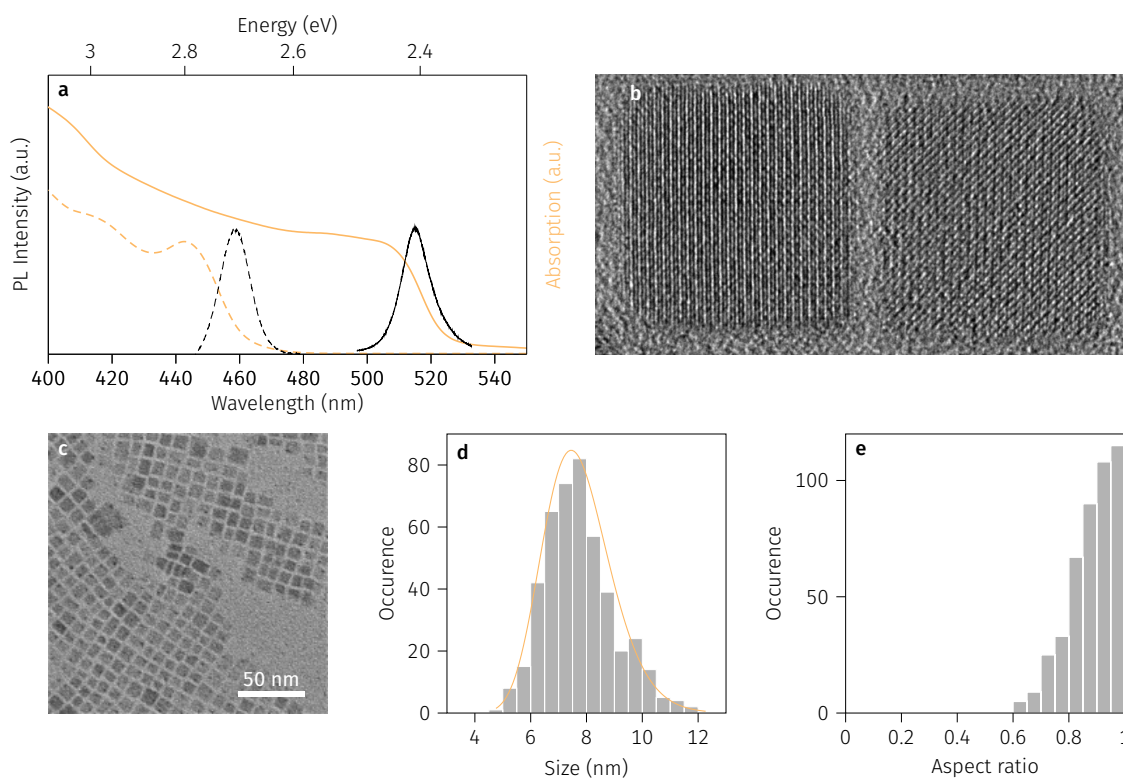 Energy (eV)
3 2.8 2.6 2.4
a
PL Intensity (a.u.)
Absorption (a.u.)
400 420 440 460 480 500 520 540
Wavelength (nm)
b
c
50 nm
d
80
60
40
20
0
Occurence
4 6 8 10 12
Size (nm)
e
100
50
0
Occurence
0 0.2 0.4 0.6 0.8 1
Aspect ratio